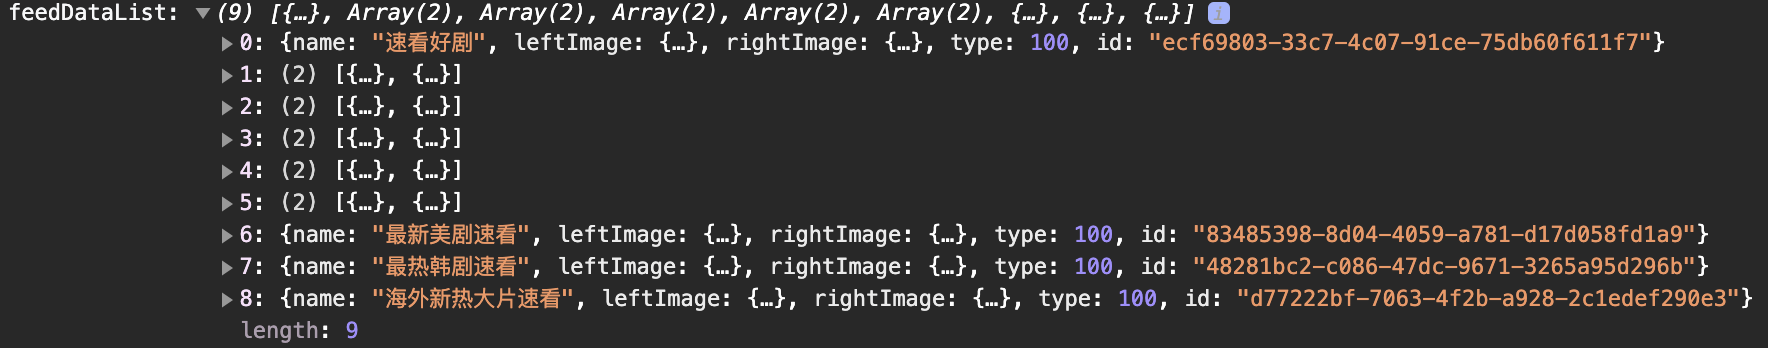 feedDataList: ▼(9) [{…}, Array(2), Array(2), Array(2), Array(2), Array(2), {…}, {…}, {…}] i
▶0: {name: "速看好剧", leftImage: {…}, rightImage: {…}, type: 100, id: "ecf69803-33c7-4c07-91ce-75db60f611f7"}
▶1: (2) [{…}, {…}]
▶2: (2) [{…}, {…}]
▶3: (2) [{…}, {…}]
▶4: (2) [{…}, {…}]
▶5: (2) [{…}, {…}]
▶6: {name: "最新美剧速看", leftImage: {…}, rightImage: {…}, type: 100, id: "83485398-8d04-4059-a781-d17d058fd1a9"}
▶7: {name: "最热韩剧速看", leftImage: {…}, rightImage: {…}, type: 100, id: "48281bc2-c086-47dc-9671-3265a95d296b"}
▶8: {name: "海外新热大片速看", leftImage: {…}, rightImage: {…}, type: 100, id: "d77222bf-7063-4f2b-a928-2c1edef290e3"}
length: 9